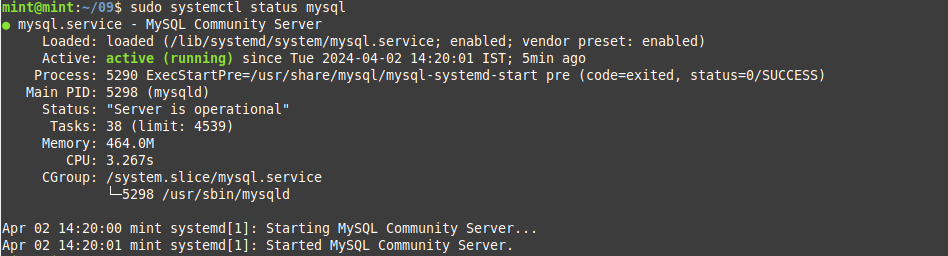 mint@mint:~/09$ sudo systemctl status mysql
● mysql.service - MySQL Community Server
     Loaded: loaded (/lib/systemd/system/mysql.service; enabled; vendor preset: enabled)
     Active: active (running) since Tue 2024-04-02 14:20:01 IST; 5min ago
    Process: 5290 ExecStartPre=/usr/share/mysql/mysql-systemd-start pre (code=exited, status=0/SUCCESS)
   Main PID: 5298 (mysqld)
     Status: "Server is operational"
      Tasks: 38 (limit: 4539)
     Memory: 464.0M
        CPU: 3.267s
     CGroup: /system.slice/mysql.service
             └─5298 /usr/sbin/mysqld
Apr 02 14:20:00 mint systemd[1]: Starting MySQL Community Server...
Apr 02 14:20:01 mint systemd[1]: Started MySQL Community Server.